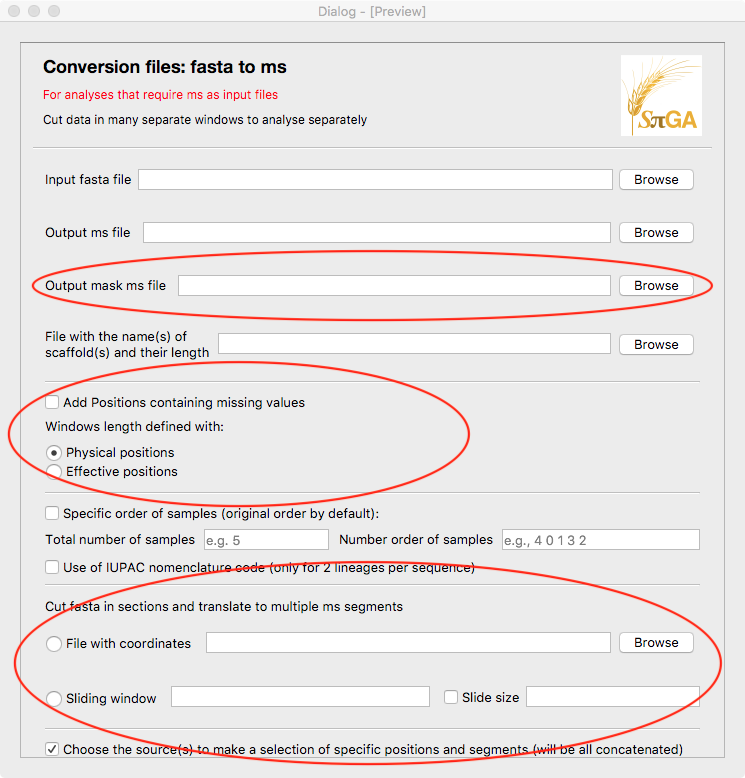 Dialog - [Preview]
Conversion files: fasta to ms
For analyses that require ms as input files
Cut data in many separate windows to analyse separately
SπGA
Input fasta file
Browse
Output ms file
Browse
Output mask ms file
Browse
File with the name(s) of
scaffold(s) and their length
Browse
Add Positions containing missing values
Windows length defined with:
Physical positions
Effective positions
Specific order of samples (original order by default):
Total number of samples e.g. 5 Number order of samples e.g., 4 0 1 3 2
Use of IUPAC nomenclature code (only for 2 lineages per sequence)
Cut fasta in sections and translate to multiple ms segments
File with coordinates
Browse
Sliding window
Slide size
Choose the source(s) to make a selection of specific positions and segments (will be all concatenated)